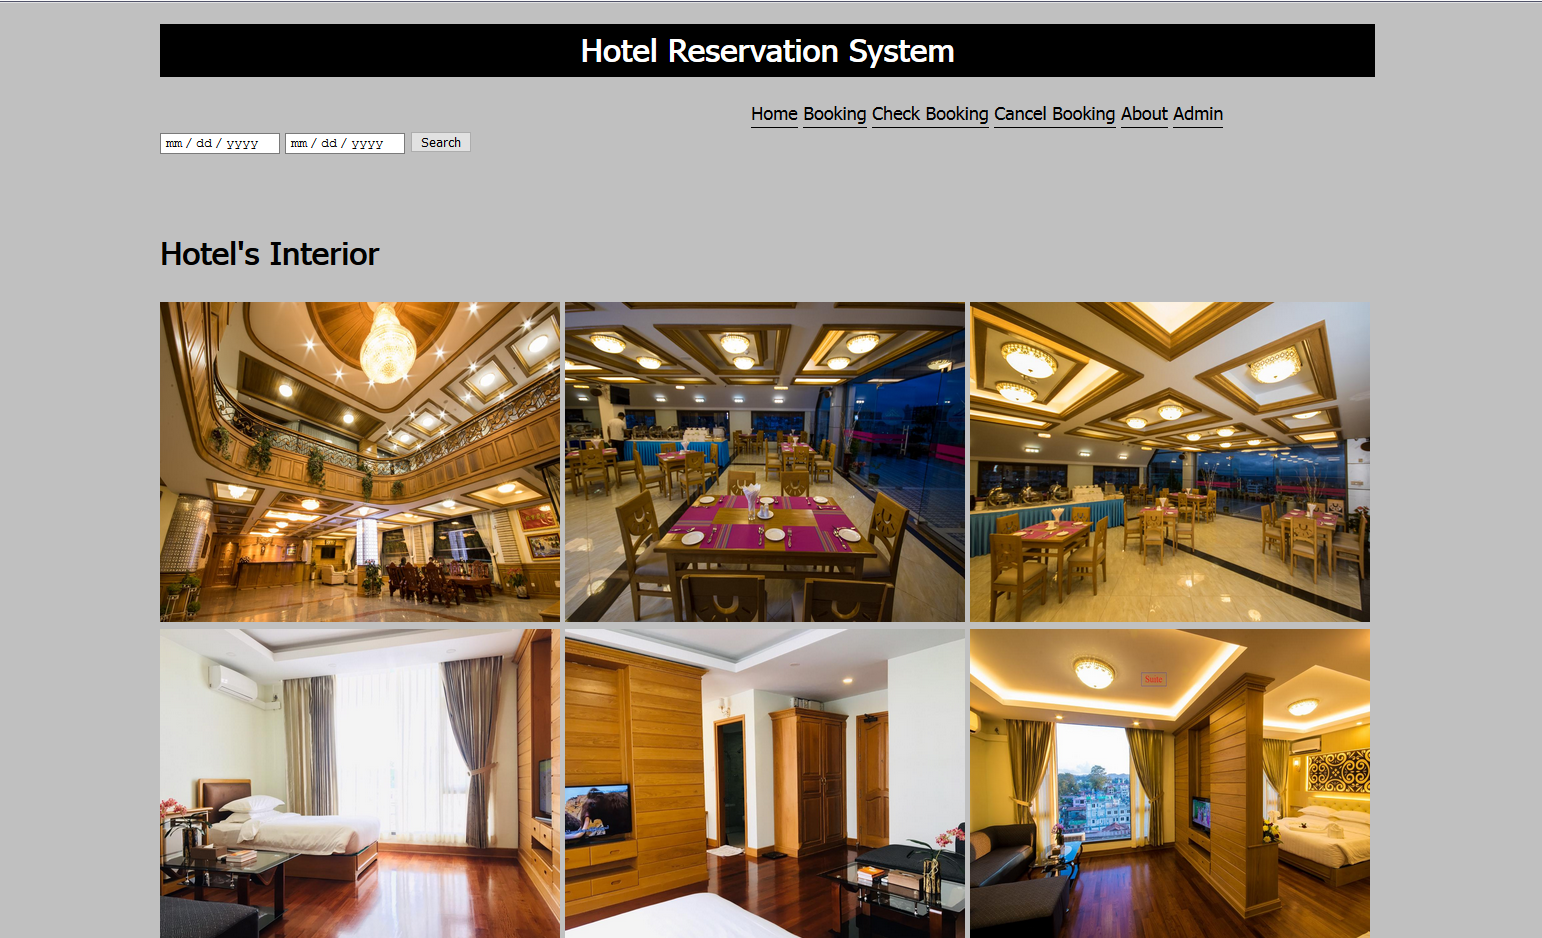 Hotel Reservation System
Home Booking Check Booking Cancel Booking About Admin
mm / dd / yyyy mm / dd / yyyy Search
Hotel's Interior
Suite